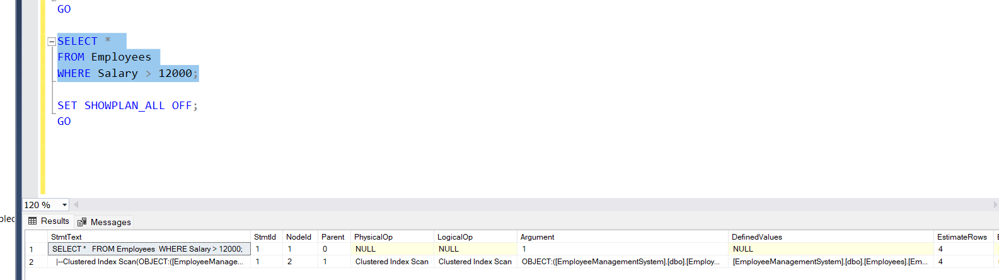 GO
SELECT *
FROM Employees
WHERE Salary > 12000;
SET SHOWPLAN_ALL OFF;
GO
120 %
Results Messages
StmtText StmtId NodeId Parent PhysicalOp LogicalOp Argument DefinedValues EstimateRows
1 SELECT * FROM Employees WHERE Salary > 12000; 1 1 0 NULL NULL 1 NULL 4
2 |--Clustered Index Scan(OBJECT:([EmployeeManage... 1 2 1 Clustered Index Scan Clustered Index Scan OBJECT:([EmployeeManagementSystem].[dbo].[Employ... [EmployeeManagementSystem].[dbo].[Employees].[Em... 4